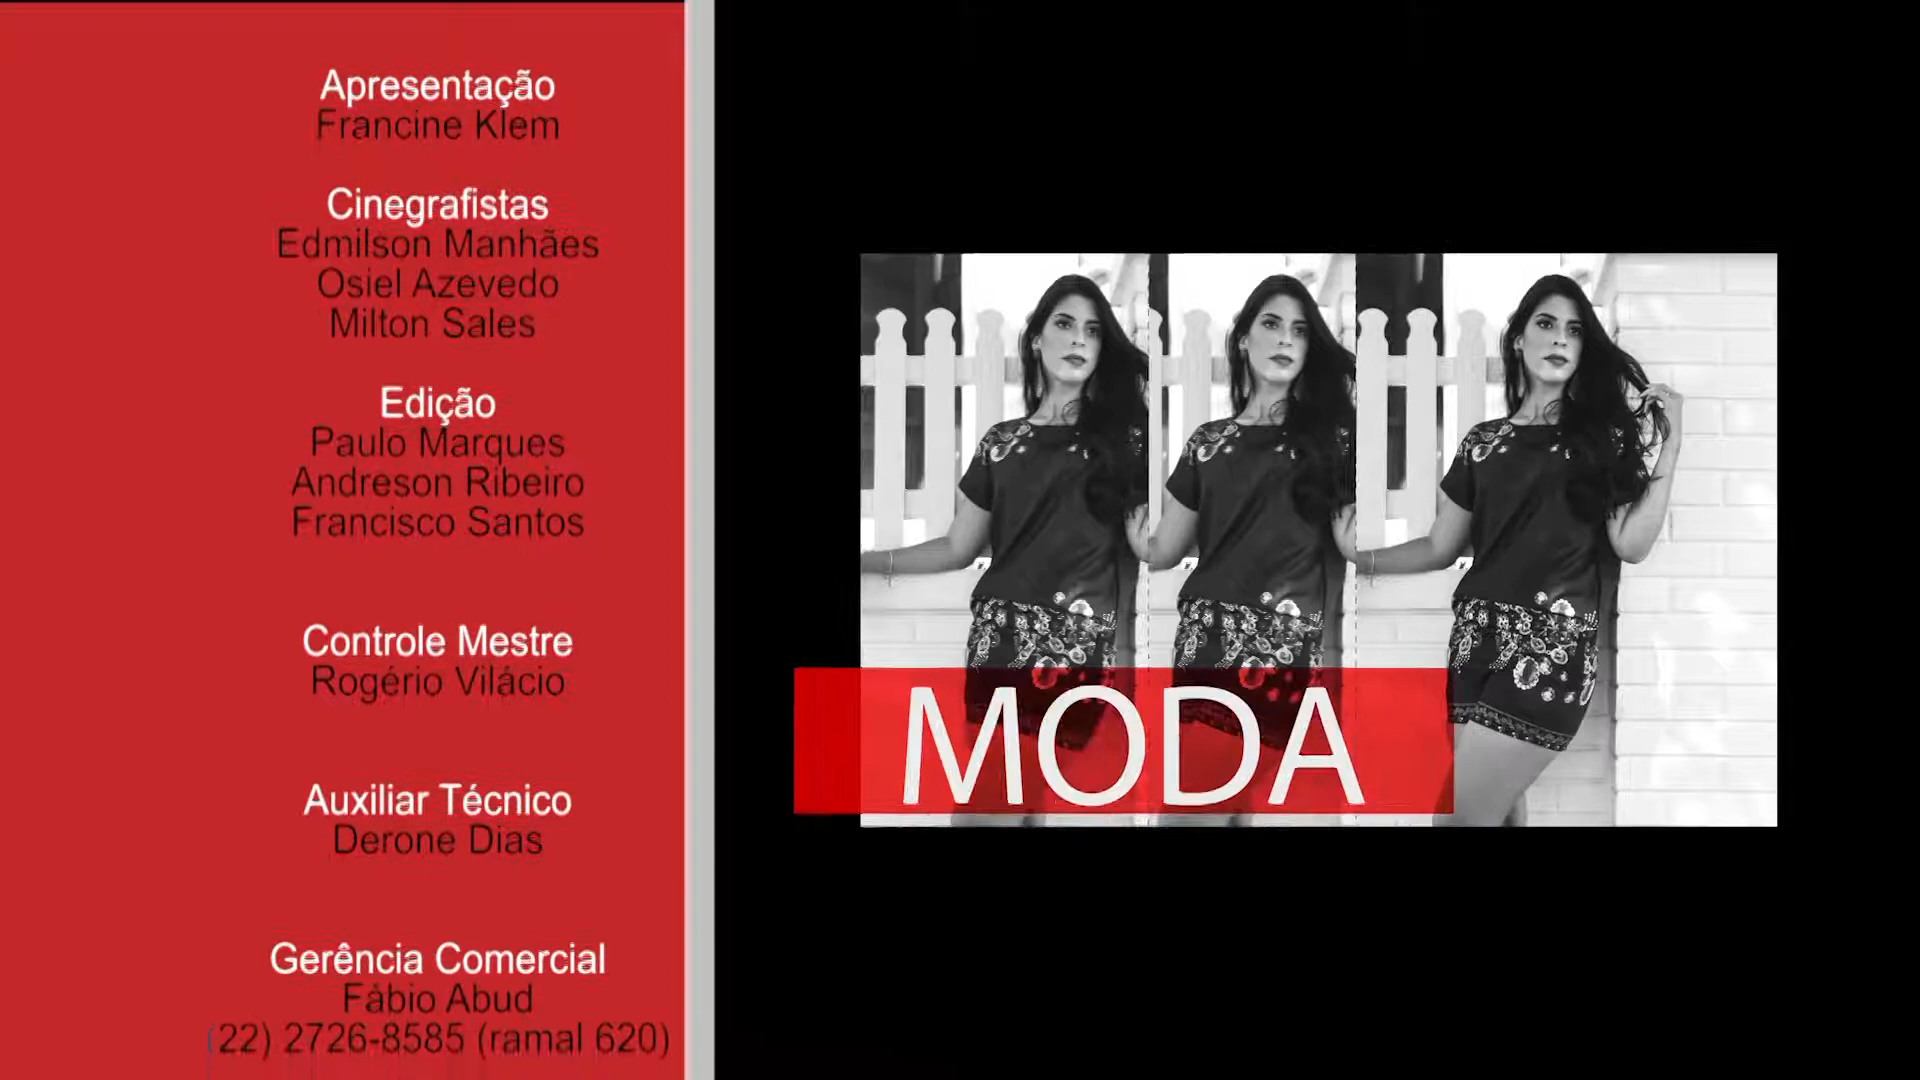 Apresentação
Francine Klem
Cinegrafistas
Edmilson Manhães
Osiel Azevedo
Milton Sales
Edição
Paulo Marques
Andreson Ribeiro
Francisco Santos
Controle Mestre
Rogério Vilácio
Auxiliar Técnico
Derone Dias
Gerência Comercial
Fábio Abud
(22) 2726-8585 (ramal 620)
MODA